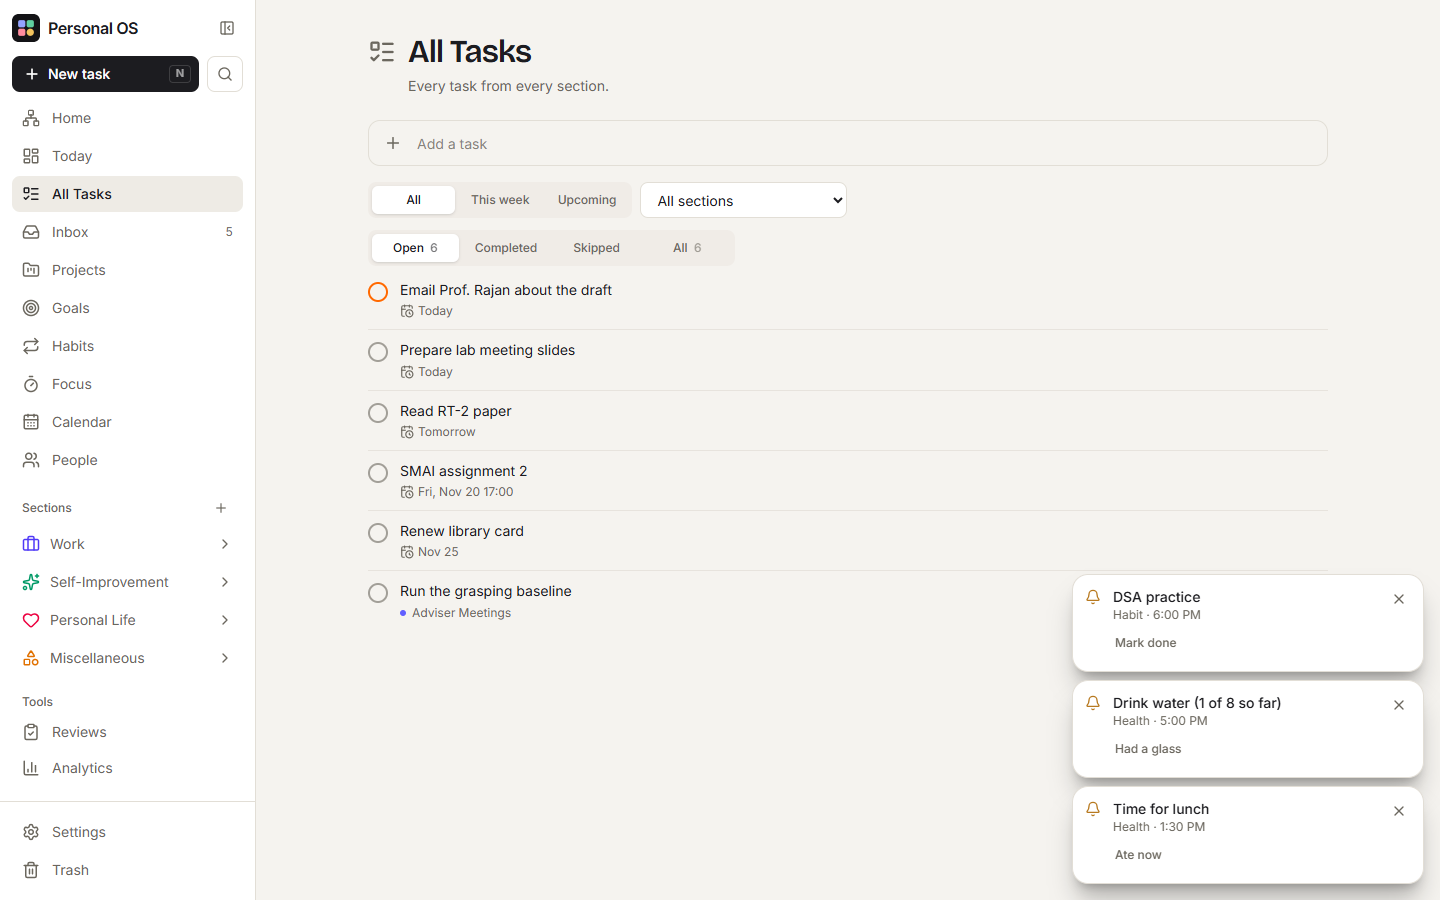 Personal OS
New task N
Home
Today
All Tasks
Inbox 5
Projects
Goals
Habits
Focus
Calendar
People
Sections
Work
Self-Improvement
Personal Life
Miscellaneous
Tools
Reviews
Analytics
Settings
Trash
All Tasks
Every task from every section.
Add a task
All This week Upcoming All sections
Open 6 Completed Skipped All 6
Email Prof. Rajan about the draft
Today
Prepare lab meeting slides
Today
Read RT-2 paper
Tomorrow
SMAI assignment 2
Fri, Nov 20 17:00
Renew library card
Nov 25
Run the grasping baseline
Adviser Meetings
DSA practice
Habit · 6:00 PM
Mark done
Drink water (1 of 8 so far)
Health · 5:00 PM
Had a glass
Time for lunch
Health · 1:30 PM
Ate now